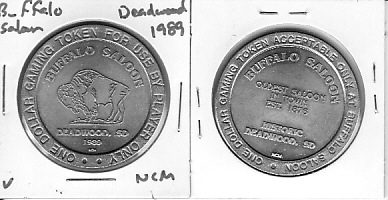 Buffalo
Saloon
Deadwood
1989
ONE DOLLAR GAMING TOKEN FOR USE BY PLAYER ONLY
BUFFALO SALOON
DEADWOOD, SD
1989
NCM
V
NCM
ONE DOLLAR GAMING TOKEN ACCEPTABLE ONLY AT BUFFALO SALOON
BUFFALO SALOON
OLDEST SALOON
IN TOWN
EST. 1876
HISTORIC
DEADWOOD, SD
NCM